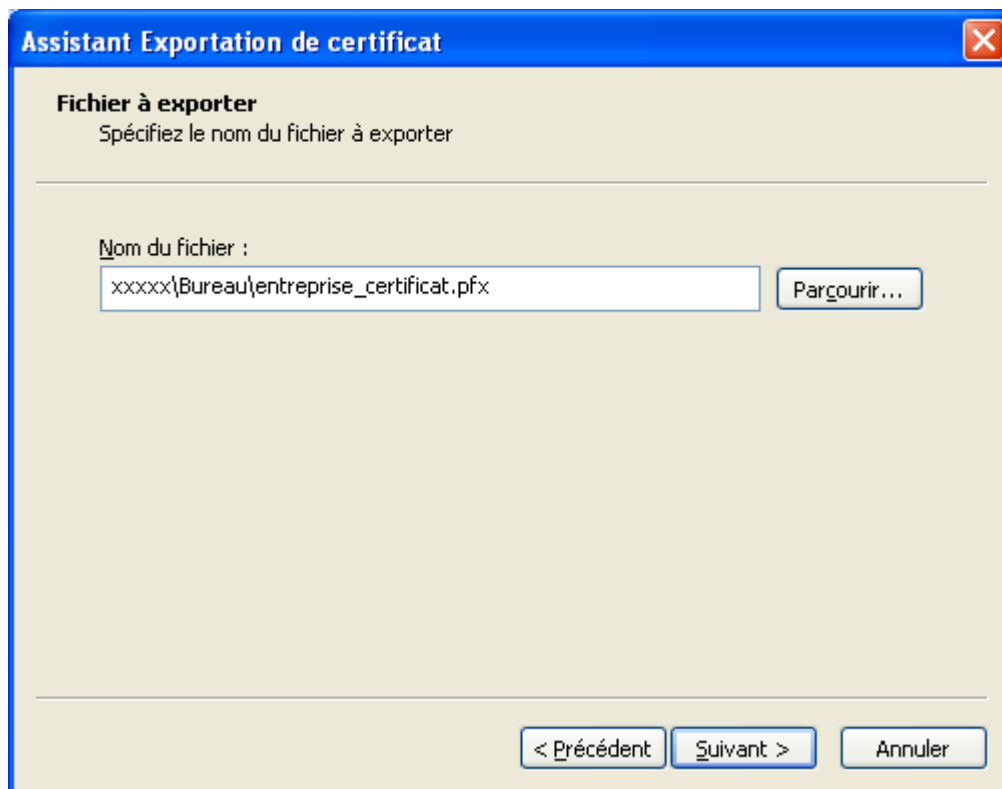 Assistant Exportation de certificat
Fichier à exporter
Spécifiez le nom du fichier à exporter
Nom du fichier :
xxxxx\Bureau\entreprise_certificat.pfx
Parcourir...
< Précédent
Suivant >
Annuler